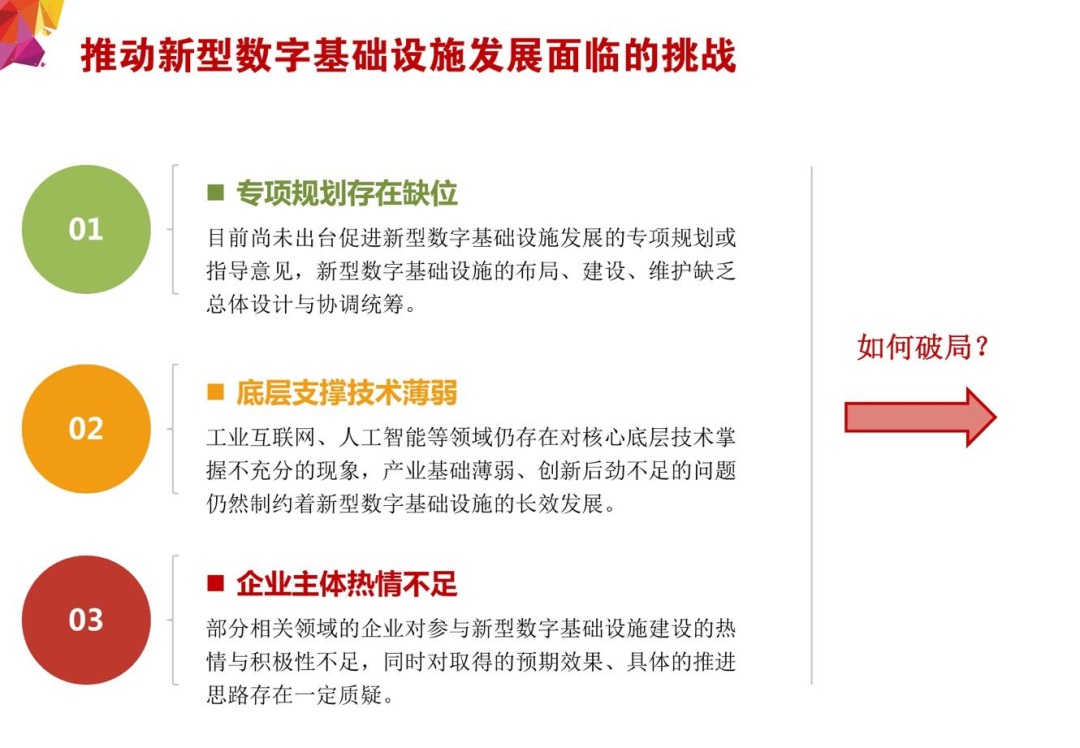 推动新型数字基础设施发展面临的挑战
01
■ 专项规划存在缺位
目前尚未出台促进新型数字基础设施发展的专项规划或
指导意见，新型数字基础设施的布局、建设、维护缺乏
总体设计与协调统筹。
02
■ 底层支撑技术薄弱
工业互联网、人工智能等领域仍存在对核心底层技术掌
握不充分的现象，产业基础薄弱、创新后劲不足的问题
仍然制约着新型数字基础设施的长效发展。
03
■ 企业主体热情不足
部分相关领域的企业对参与新型数字基础设施建设的热
情与积极性不足，同时对取得的预期效果、具体的推进
思路存在一定质疑。
如何破局？